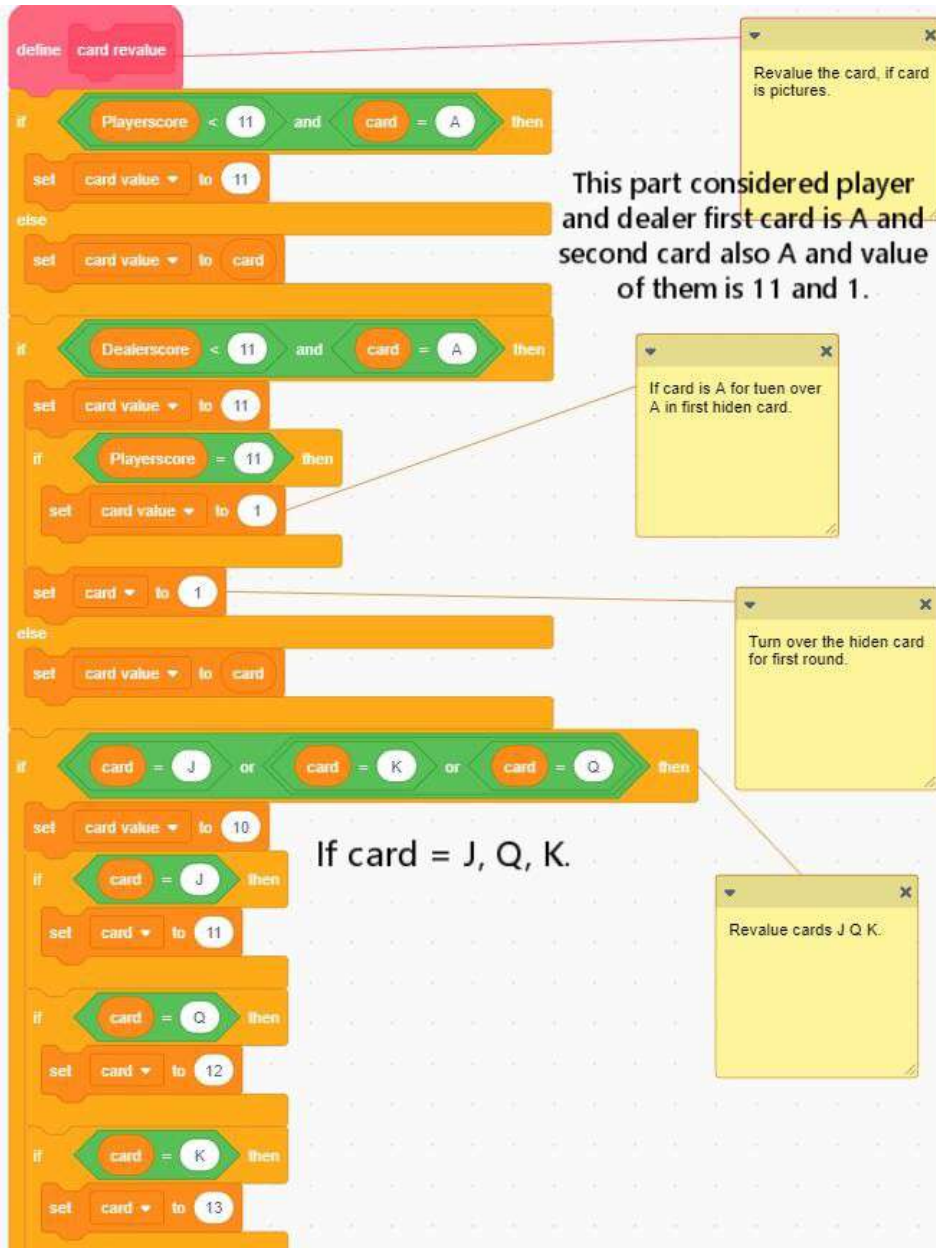 define card revalue
Revalue the card, if card
is pictures.
if Playerscore < 11 and card = A then
set card value to 11
This part considered player
and dealer first card is A and
second card also A and value
of them is 11 and 1.
else
set card value to card
if Dealerscore < 11 and card = A then
If card is A for tuen over
A in first hiden card.
set card value to 11
if Playerscore = 11 then
set card value to 1
set card to 1
Turn over the hiden card
for first round.
else
set card value to card
if card = J or card = K or card = Q then
set card value to 10
If card = J, Q, K.
if card = J then
Revalue cards J Q K.
set card to 11
if card = Q then
set card to 12
if card = K then
set card to 13